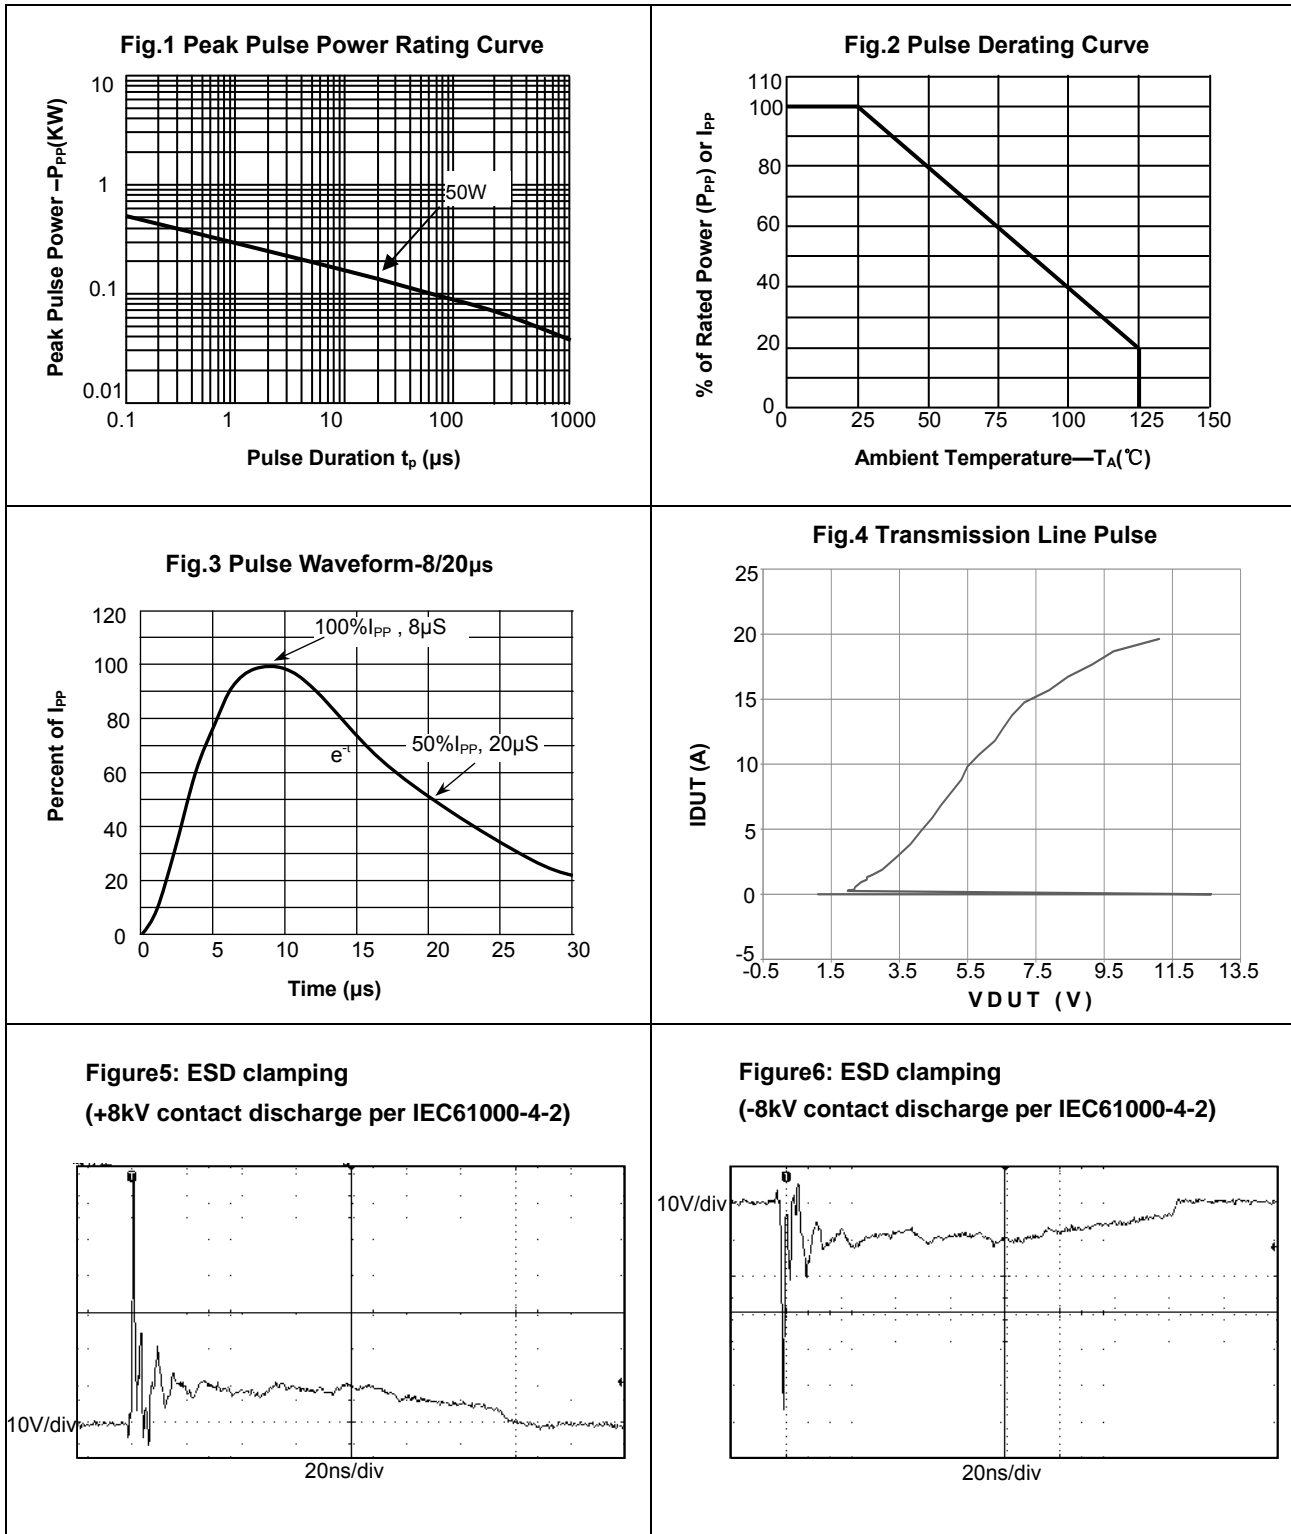 Fig.1 Peak Pulse Power Rating Curve
Peak Pulse Power –PPP(KW)
10
1
0.1
0.01
50W
0.1 1 10 100 1000
Pulse Duration tp (µs)
Fig.2 Pulse Derating Curve
% of Rated Power (PPP) or IPP
110
100
80
60
40
20
0
0 25 50 75 100 125 150
Ambient Temperature—TA(℃)
Fig.3 Pulse Waveform-8/20µs
Percent of IPP
120
100
80
60
40
20
0
100%IPP , 8µS
e-t
50%IPP, 20µS
0 5 10 15 20 25 30
Time (µs)
Fig.4 Transmission Line Pulse
IDUT (A)
25
20
15
10
5
0
-5
-0.5 1.5 3.5 5.5 7.5 9.5 11.5 13.5
VDUT (V)
Figure5: ESD clamping
(+8kV contact discharge per IEC61000-4-2)
10V/div
20ns/div
Figure6: ESD clamping
(-8kV contact discharge per IEC61000-4-2)
10V/div
20ns/div